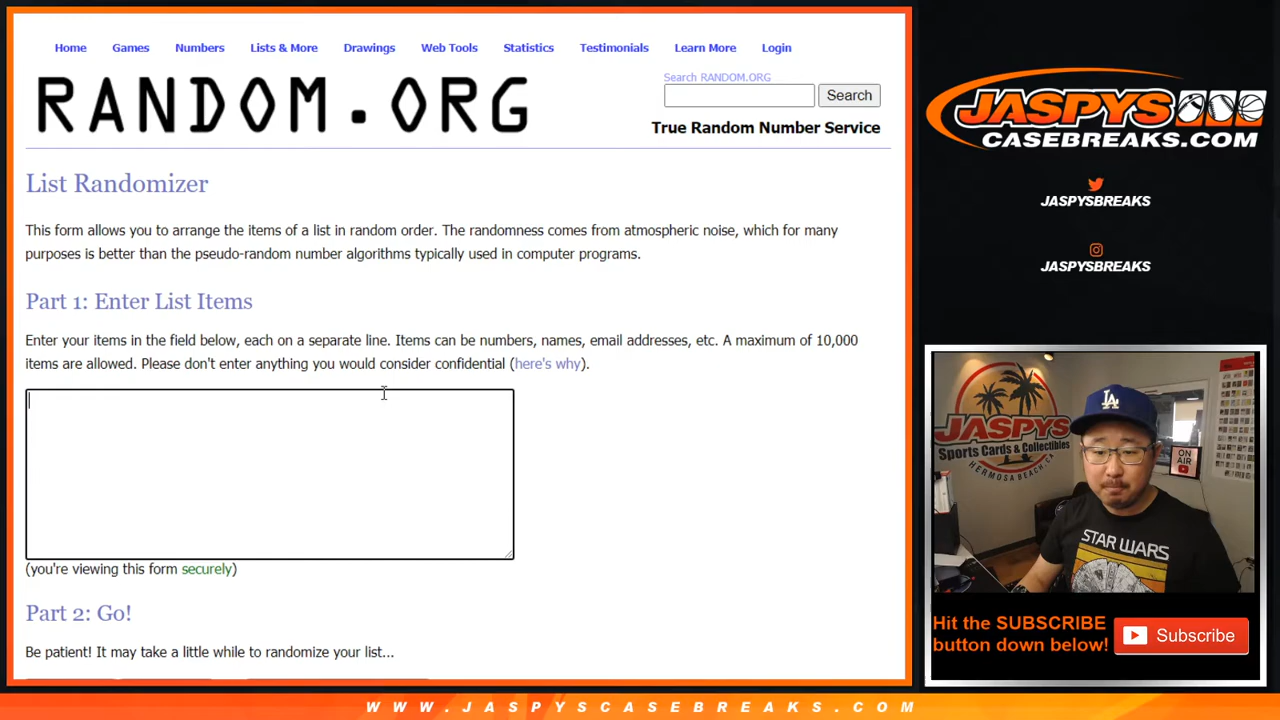 Home Games Numbers Lists & More Drawings Web Tools Statistics Testimonials Learn More Login
RANDOM.ORG
Search RANDOM.ORG
Search
True Random Number Service
List Randomizer
This form allows you to arrange the items of a list in random order. The randomness comes from atmospheric noise, which for many
purposes is better than the pseudo-random number algorithms typically used in computer programs.
Part 1: Enter List Items
Enter your items in the field below, each on a separate line. Items can be numbers, names, email addresses, etc. A maximum of 10,000
items are allowed. Please don't enter anything you would consider confidential (here's why).
(you're viewing this form securely)
Part 2: Go!
Be patient! It may take a little while to randomize your list...
JASPYS
CASEBREAKS.COM
JASPYSBREAKS
JASPYSBREAKS
JASPYS
Sports Cards & Collectibles
HERMOSA BEACH, CA
LA
ON
AIR
STAR WARS
Hit the SUBSCRIBE
button down below!
Subscribe
WWW.JASPYSCASEBREAKS.COM